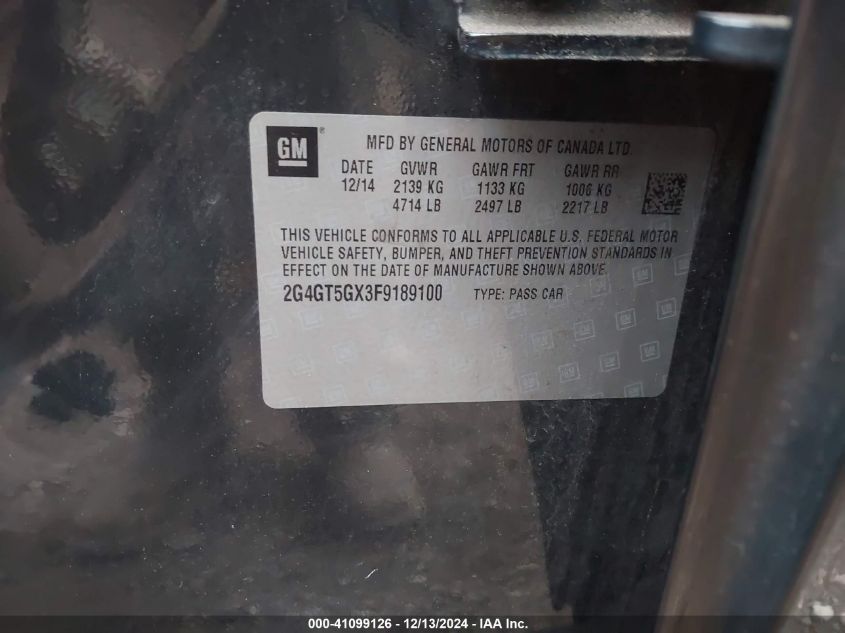 GM
MFD BY GENERAL MOTORS OF CANADA LTD.
DATE GVWR GAWR FRT GAWR RR
12/14 2139 KG 1133 KG 1006 KG
4714 LB 2497 LB 2217 LB
THIS VEHICLE CONFORMS TO ALL APPLICABLE U.S. FEDERAL MOTOR
VEHICLE SAFETY, BUMPER, AND THEFT PREVENTION STANDARDS IN
EFFECT ON THE DATE OF MANUFACTURE SHOWN ABOVE.
2G4GT5GX3F9189100 TYPE: PASS CAR
000-41099126 - 12/13/2024 - IAA Inc.